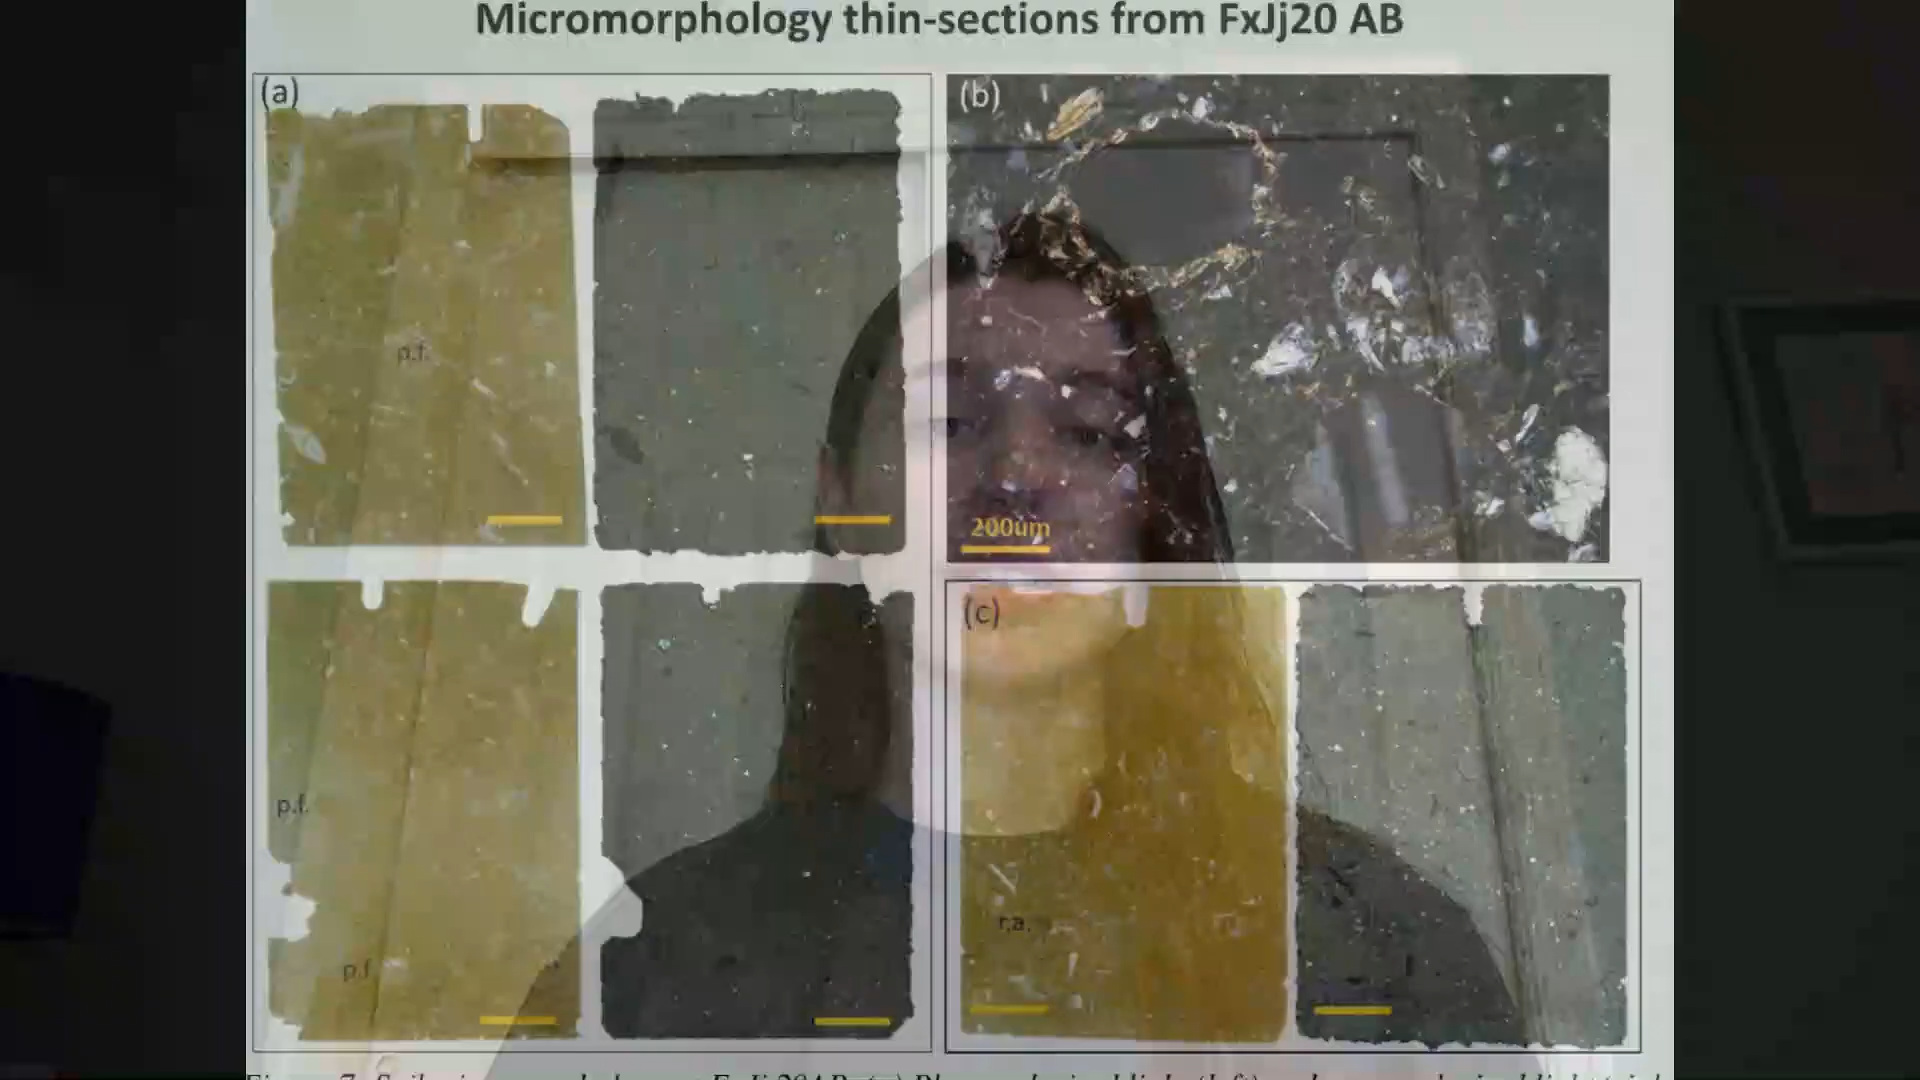 Micromorphology thin-sections from FxJj20 AB
(a)
(b)
p.f.
200um
(c)
p.f.
r.a.
p.f.